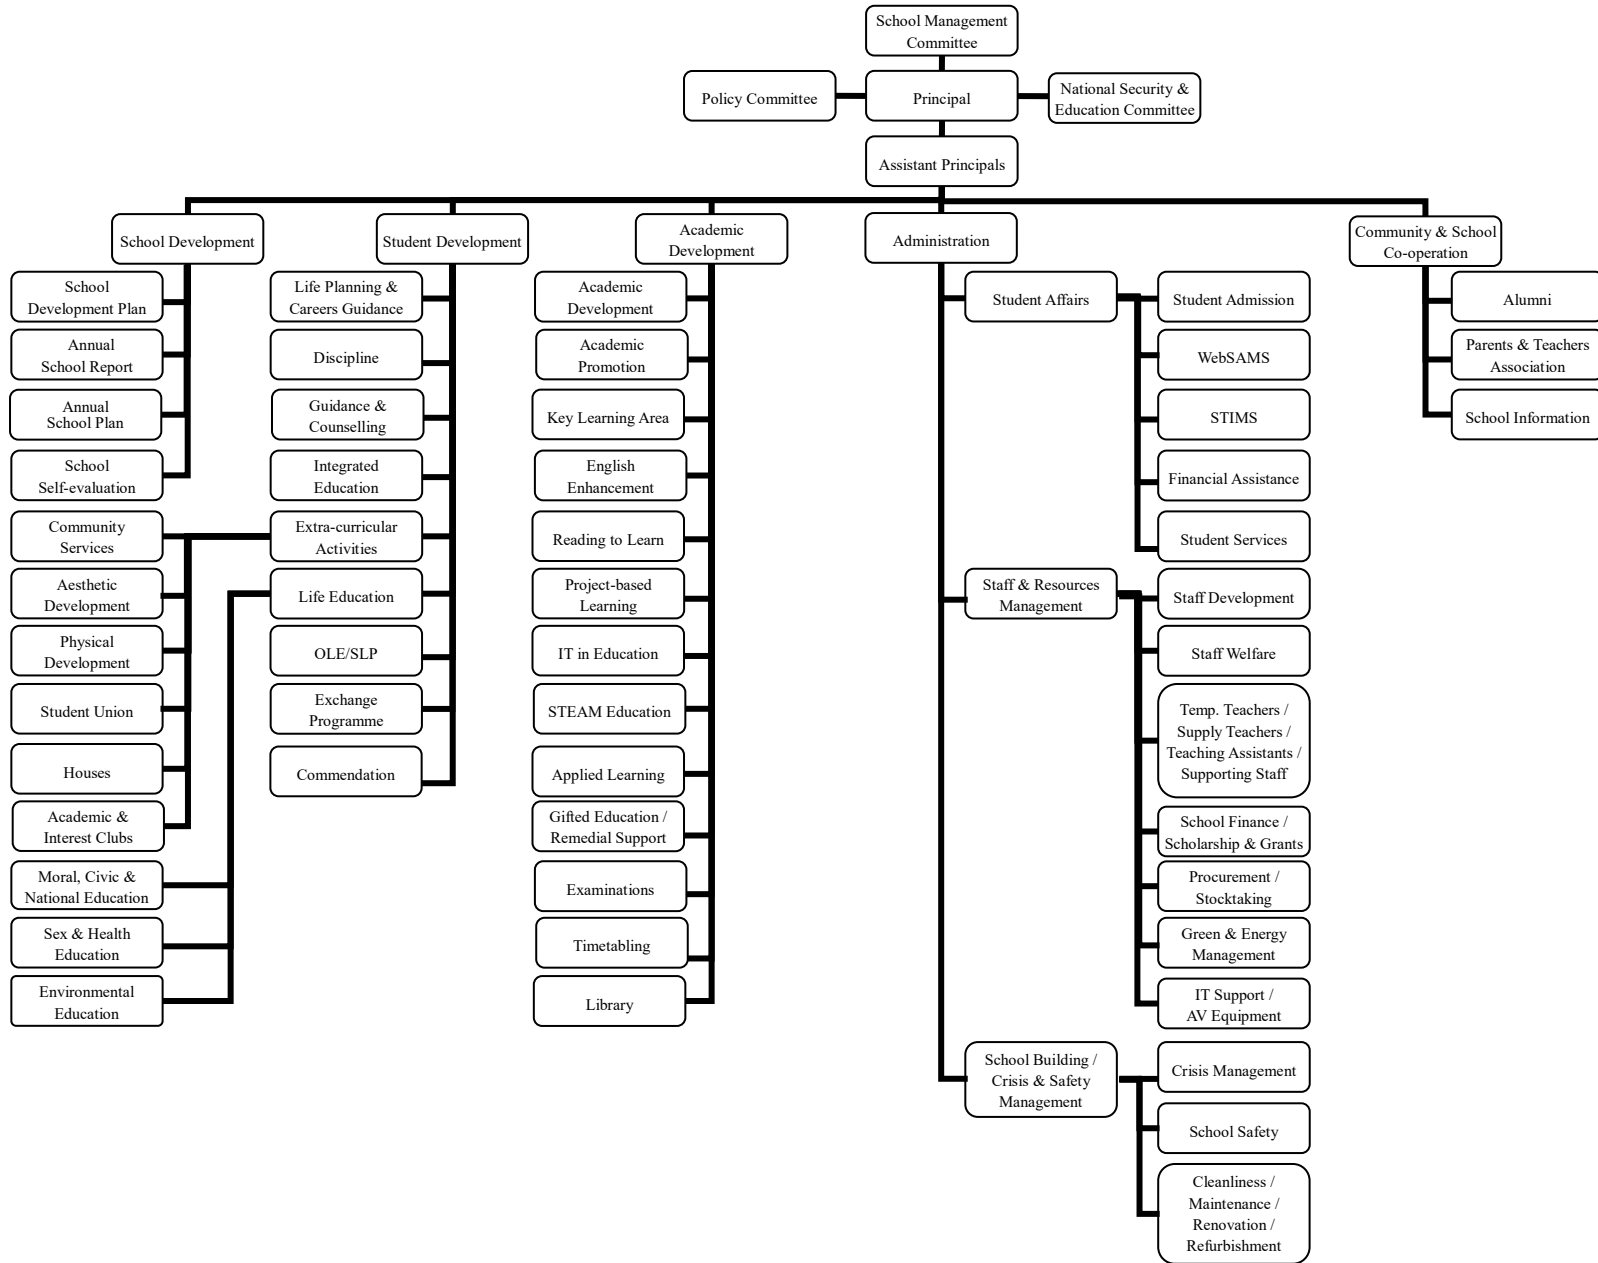 School Management
Committee
Policy Committee
Principal
National Security &
Education Committee
Assistant Principals
School Development
School
Development Plan
Annual
School Report
Annual
School Plan
School
Self-evaluation
Student Development
Life Planning &
Careers Guidance
Discipline
Guidance &
Counselling
Integrated
Education
Extra-curricular
Activities
Community
Services
Aesthetic
Development
Physical
Development
Student Union
Houses
Academic &
Interest Clubs
Life Education
Moral, Civic &
National Education
Sex & Health
Education
Environmental
Education
OLE/SLP
Exchange
Programme
Commendation
Academic
Development
Academic
Development
Academic
Promotion
Key Learning Area
English
Enhancement
Reading to Learn
Project-based
Learning
IT in Education
STEAM Education
Applied Learning
Gifted Education /
Remedial Support
Examinations
Timetabling
Library
Administration
Student Affairs
Student Admission
WebSAMS
STIMS
Financial Assistance
Student Services
Staff & Resources
Management
Staff Development
Staff Welfare
Temp. Teachers /
Supply Teachers /
Teaching Assistants /
Supporting Staff
School Finance /
Scholarship & Grants
Procurement /
Stocktaking
Green & Energy
Management
IT Support /
AV Equipment
School Building /
Crisis & Safety
Management
Crisis Management
School Safety
Cleanliness /
Maintenance /
Renovation /
Refurbishment
Community & School
Co-operation
Alumni
Parents & Teachers
Association
School Information